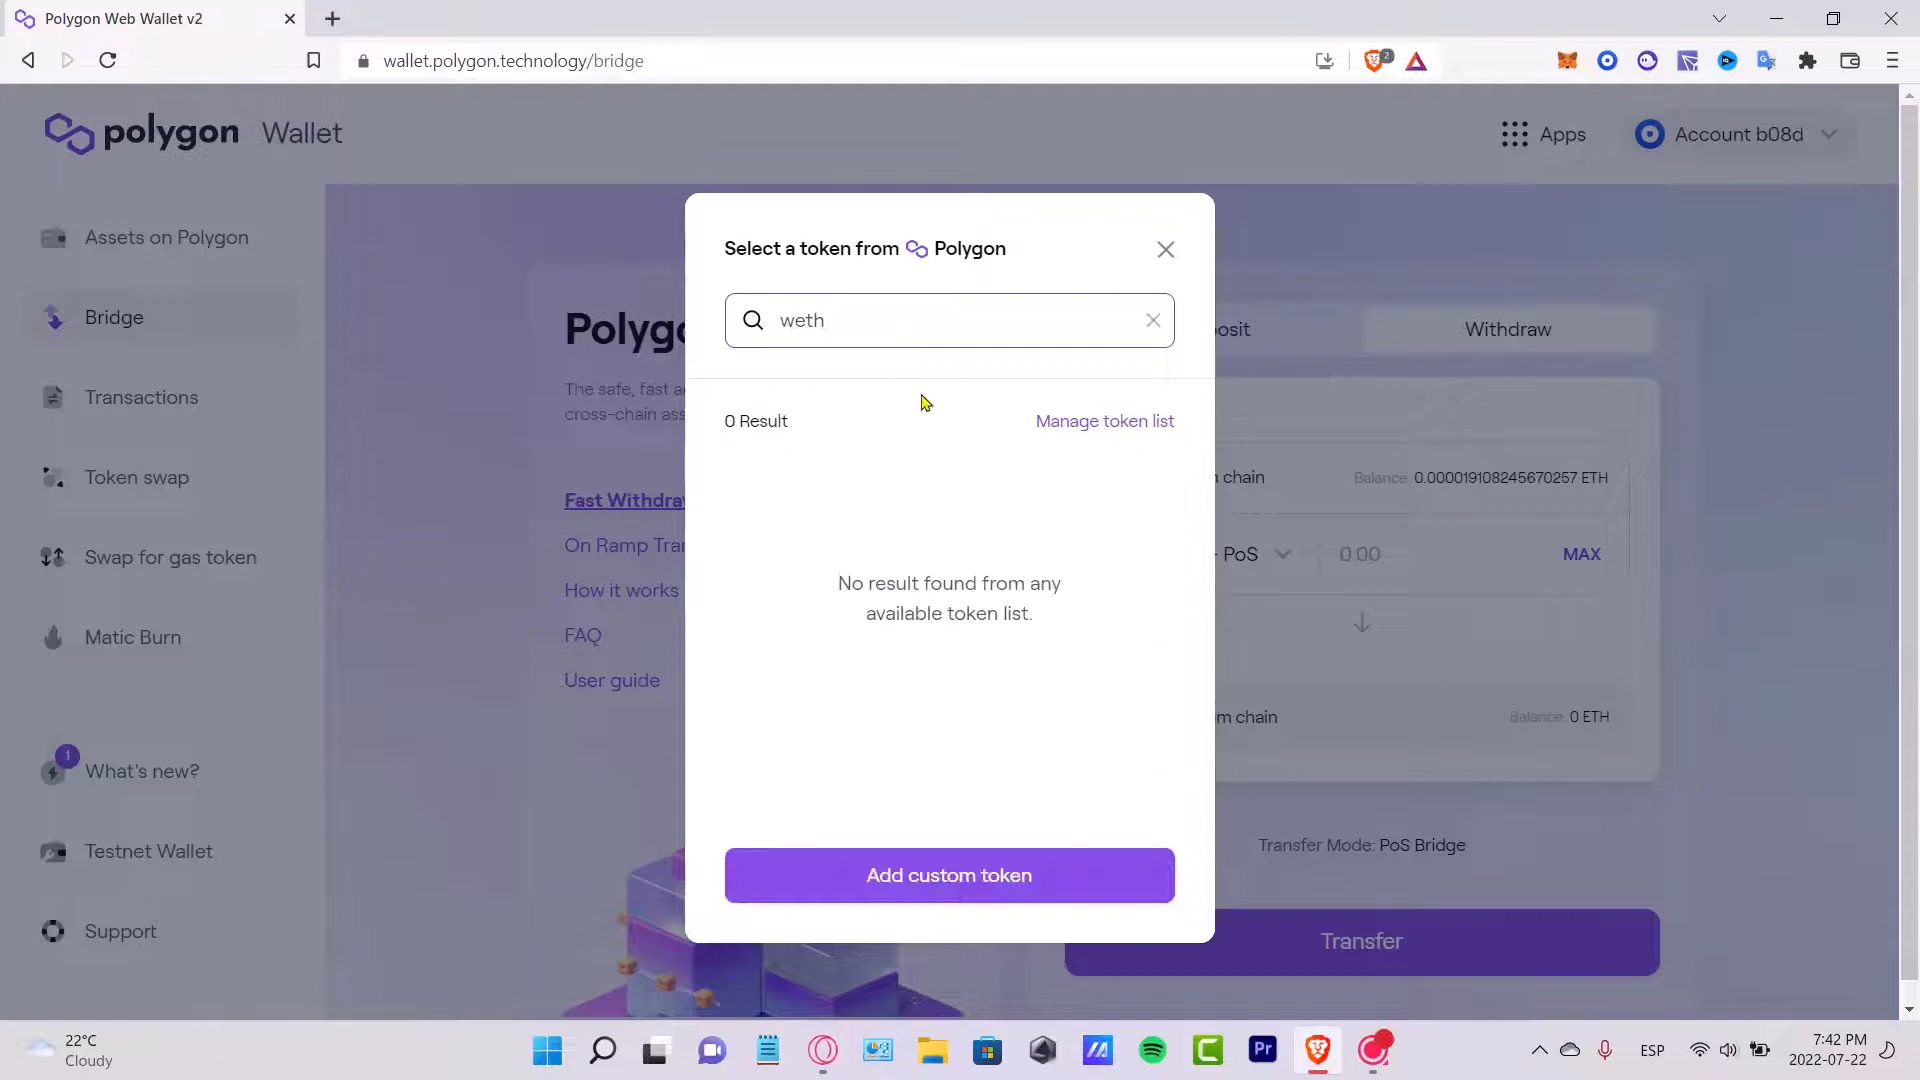 Polygon Web Wallet v2
wallet.polygon.technology/bridge
2
polygon Wallet
Apps
Account b08d
Assets on Polygon
Bridge
Transactions
Token swap
Swap for gas token
Matic Burn
1
What's new?
Testnet Wallet
Support
Polygo
The safe, fast a
cross-chain ass
Fast Withdra
On Ramp Tra
How it works
FAQ
User guide
Select a token from Polygon
weth
0 Result
Manage token list
No result found from any
available token list.
Add custom token
osit
Withdraw
chain
Balance: 0.000019108245670257 ETH
- PoS
0.00
MAX
m chain
Balance: 0 ETH
Transfer Mode: PoS Bridge
Transfer
22°C
Cloudy
Pr
ESP
7:42 PM
2022-07-22